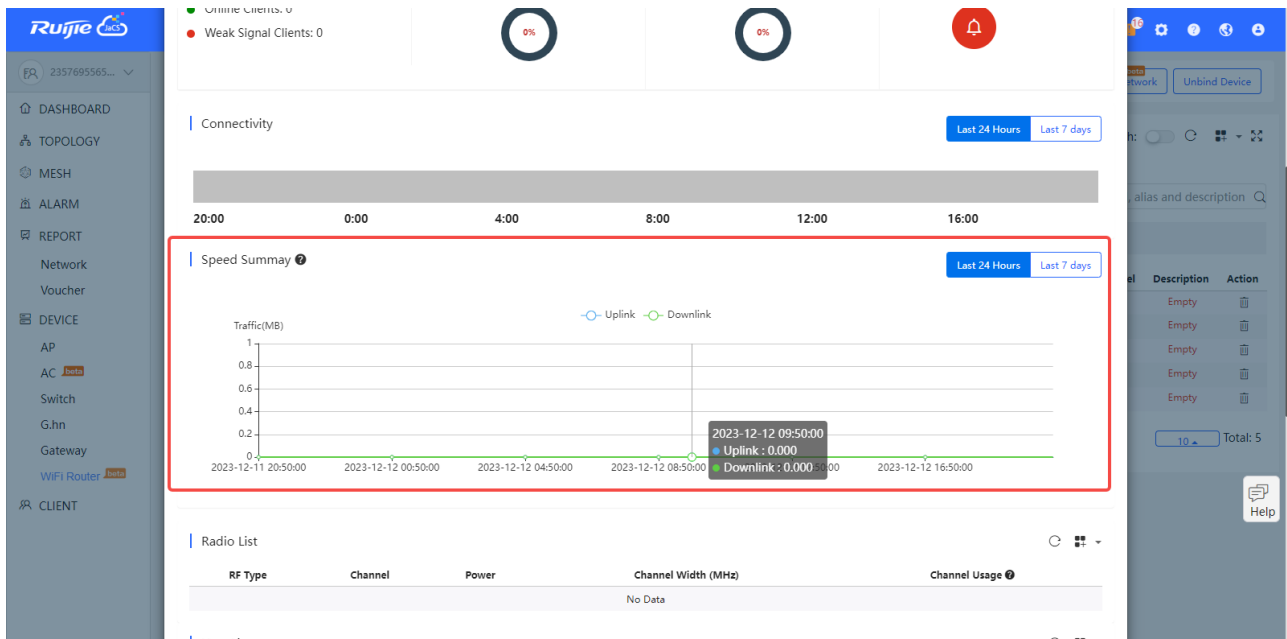 Ruijie JaCS
Online Clients: 0
Weak Signal Clients: 0
0%
0%
16
2357695565...
beta
Unbind Device
DASHBOARD
TOPOLOGY
MESH
ALARM
REPORT
Network
Voucher
DEVICE
AP
AC beta
Switch
G.hn
Gateway
WiFi Router beta
CLIENT
Connectivity
Last 24 Hours
Last 7 days
20:00 0:00 4:00 8:00 12:00 16:00
, alias and description
Speed Summay
Last 24 Hours
Last 7 days
Uplink Downlink
Traffic(MB)
1
0.8
0.6
0.4
0.2
0
2023-12-11 20:50:00 2023-12-12 00:50:00 2023-12-12 04:50:00 2023-12-12 08:50:00 50:00 2023-12-12 16:50:00
2023-12-12 09:50:00
Uplink : 0.000
Downlink : 0.000
Description Action
Empty
Empty
Empty
Empty
Empty
10 Total: 5
Help
Radio List
RF Type Channel Power Channel Width (MHz) Channel Usage
No Data